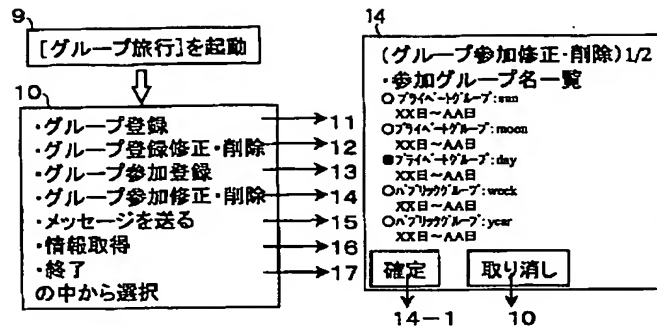 9
[グループ旅行]を起動
10
・グループ登録
11
・グループ登録修正・削除
12
・グループ参加登録
13
・グループ参加修正・削除
14
・メッセージを送る
15
・情報取得
16
・終了
17
の中から選択
14
(グループ参加修正・削除)1/2
・参加グループ名一覧
○プライベートグループ:sun
XX日～AA日
○プライベートグループ:moon
XX日～AA日
■プライベートグループ:day
XX日～AA日
○パブリックグループ:week
XX日～AA日
○パブリックグループ:year
XX日～AA日
確定
取り消し
14-1
10